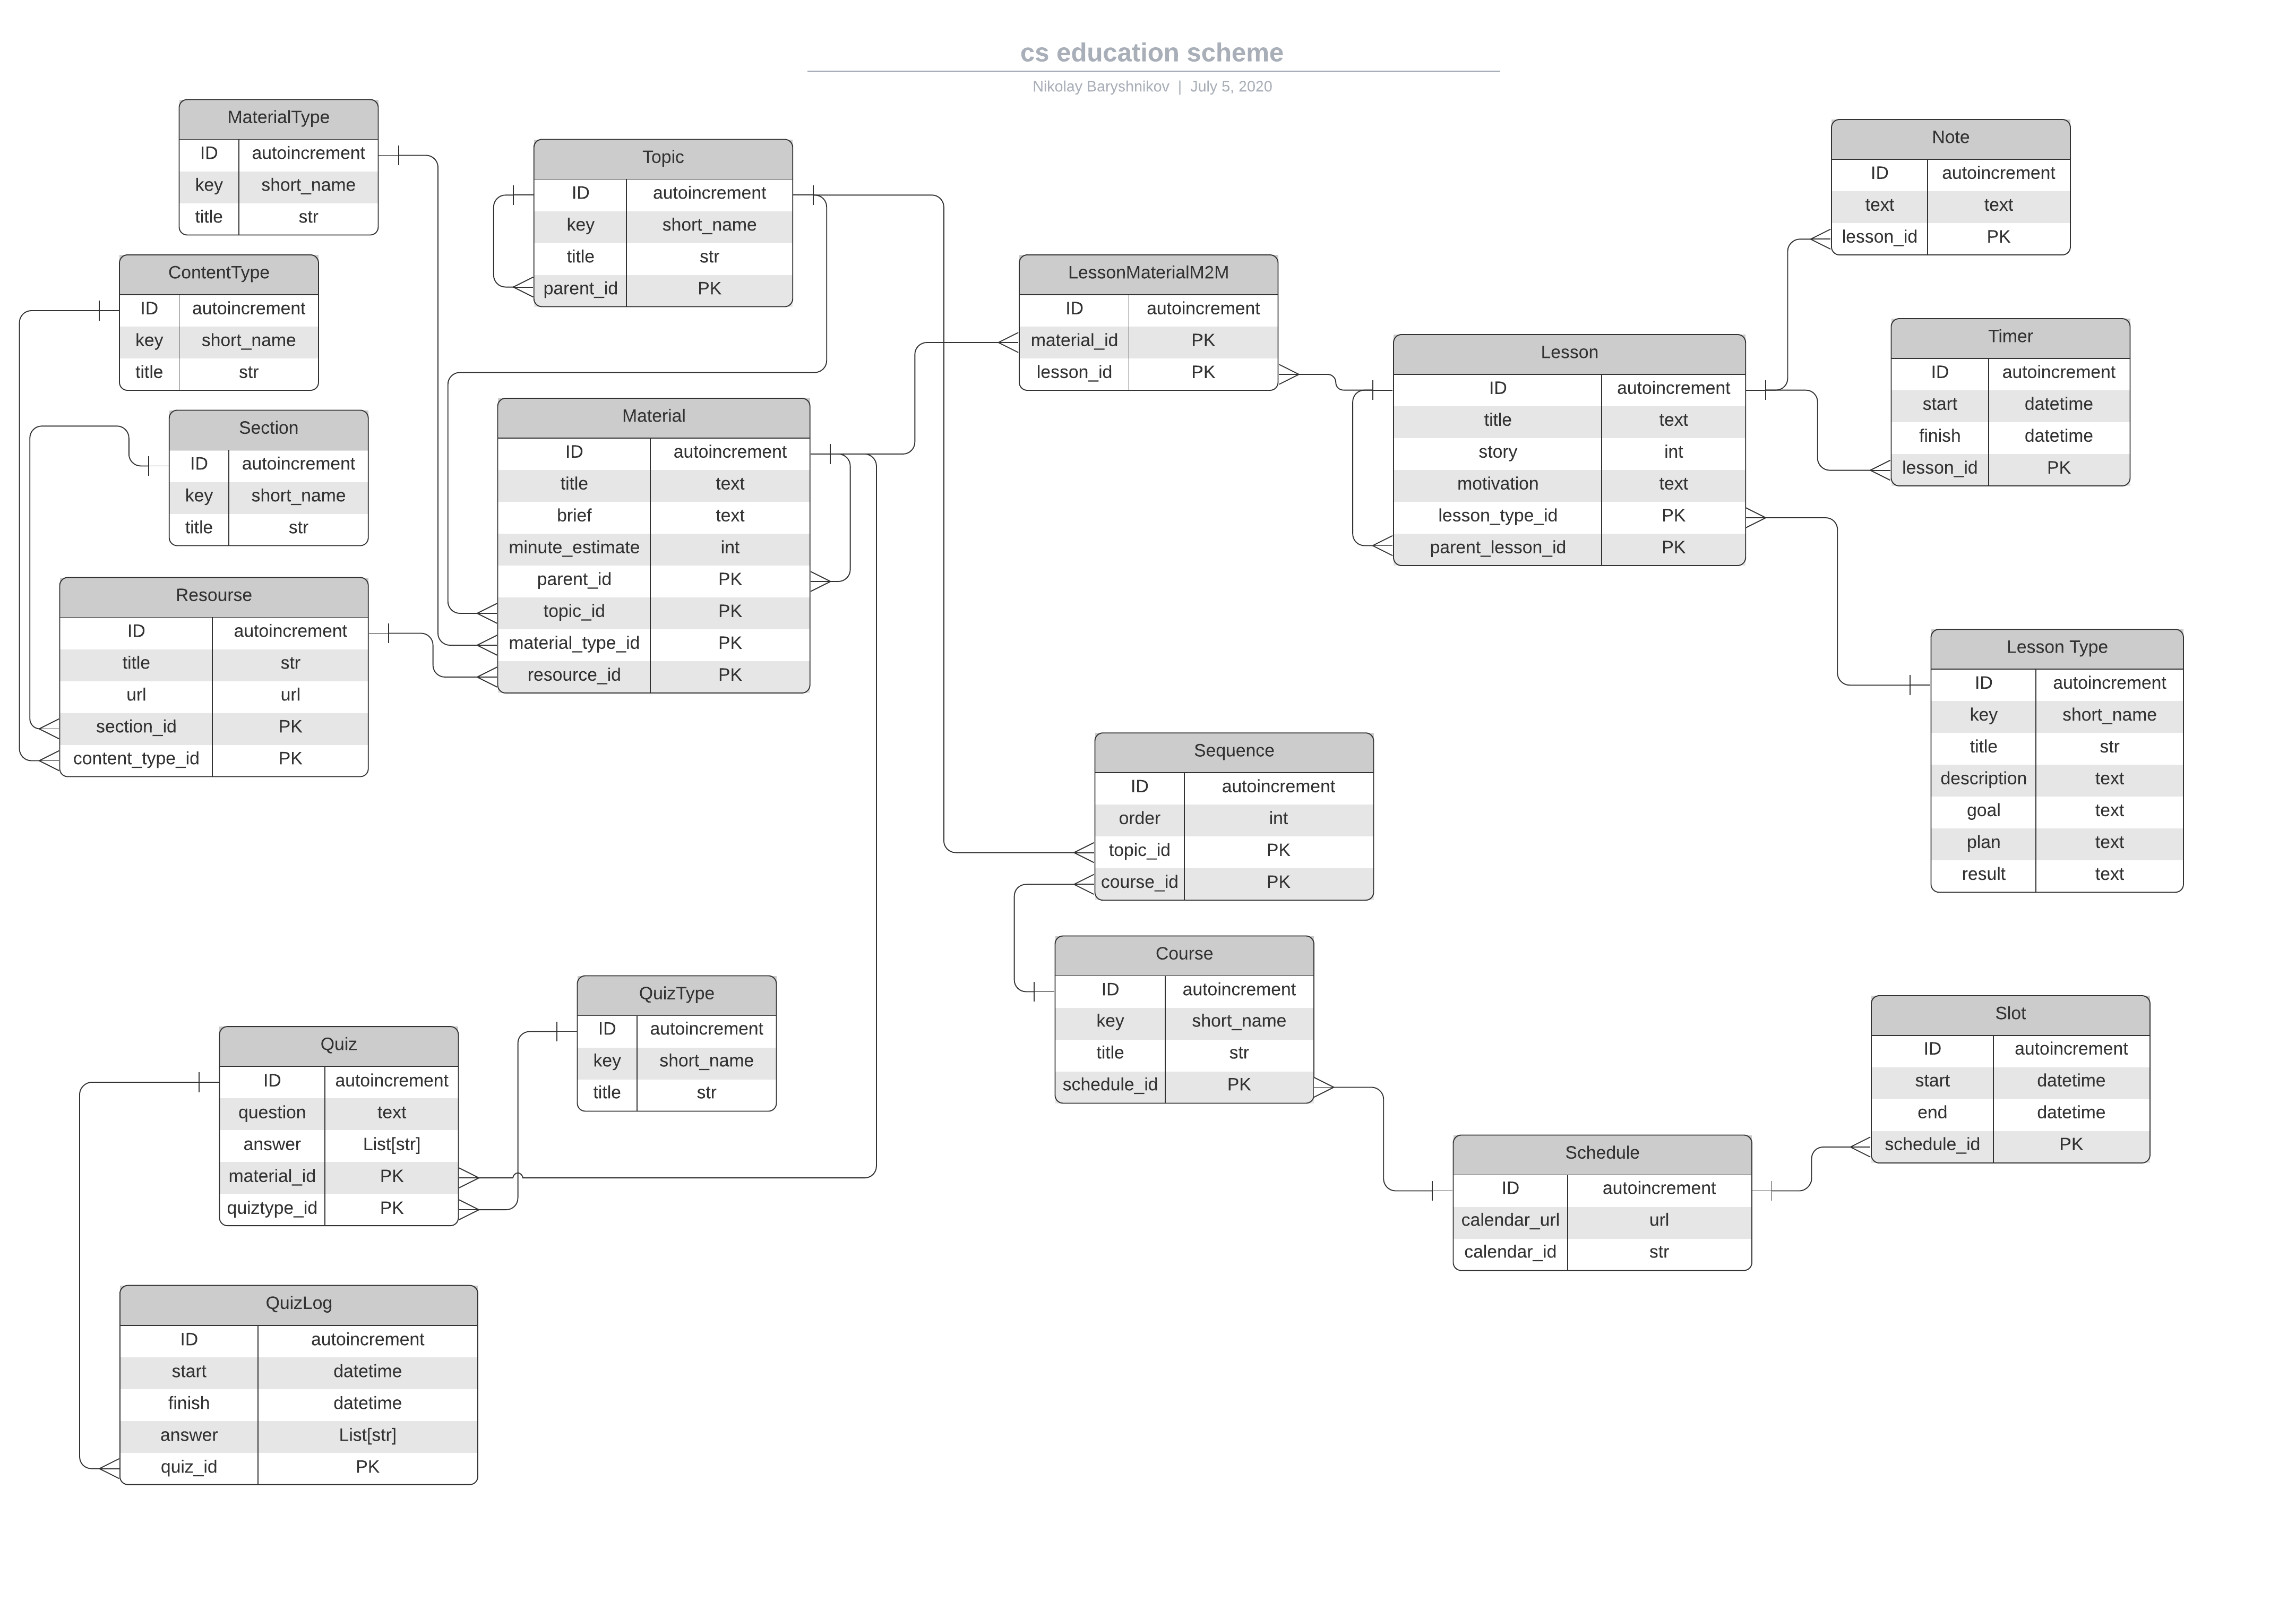 cs education scheme
Nikolay Baryshnikov | July 5, 2020
MaterialType
ID autoincrement
key short_name
title str
ContentType
ID autoincrement
key short_name
title str
Section
ID autoincrement
key short_name
title str
Resourse
ID autoincrement
title str
url url
section_id PK
content_type_id PK
Topic
ID autoincrement
key short_name
title str
parent_id PK
Material
ID autoincrement
title text
brief text
minute_estimate int
parent_id PK
topic_id PK
material_type_id PK
resource_id PK
LessonMaterialM2M
ID autoincrement
material_id PK
lesson_id PK
Lesson
ID autoincrement
title text
story int
motivation text
lesson_type_id PK
parent_lesson_id PK
Note
ID autoincrement
text text
lesson_id PK
Timer
ID autoincrement
start datetime
finish datetime
lesson_id PK
Lesson Type
ID autoincrement
key short_name
title str
description text
goal text
plan text
result text
Sequence
ID autoincrement
order int
topic_id PK
course_id PK
Course
ID autoincrement
key short_name
title str
schedule_id PK
Schedule
ID autoincrement
calendar_url url
calendar_id str
Slot
ID autoincrement
start datetime
end datetime
schedule_id PK
QuizType
ID autoincrement
key short_name
title str
Quiz
ID autoincrement
question text
answer List[str]
material_id PK
quiztype_id PK
QuizLog
ID autoincrement
start datetime
finish datetime
answer List[str]
quiz_id PK